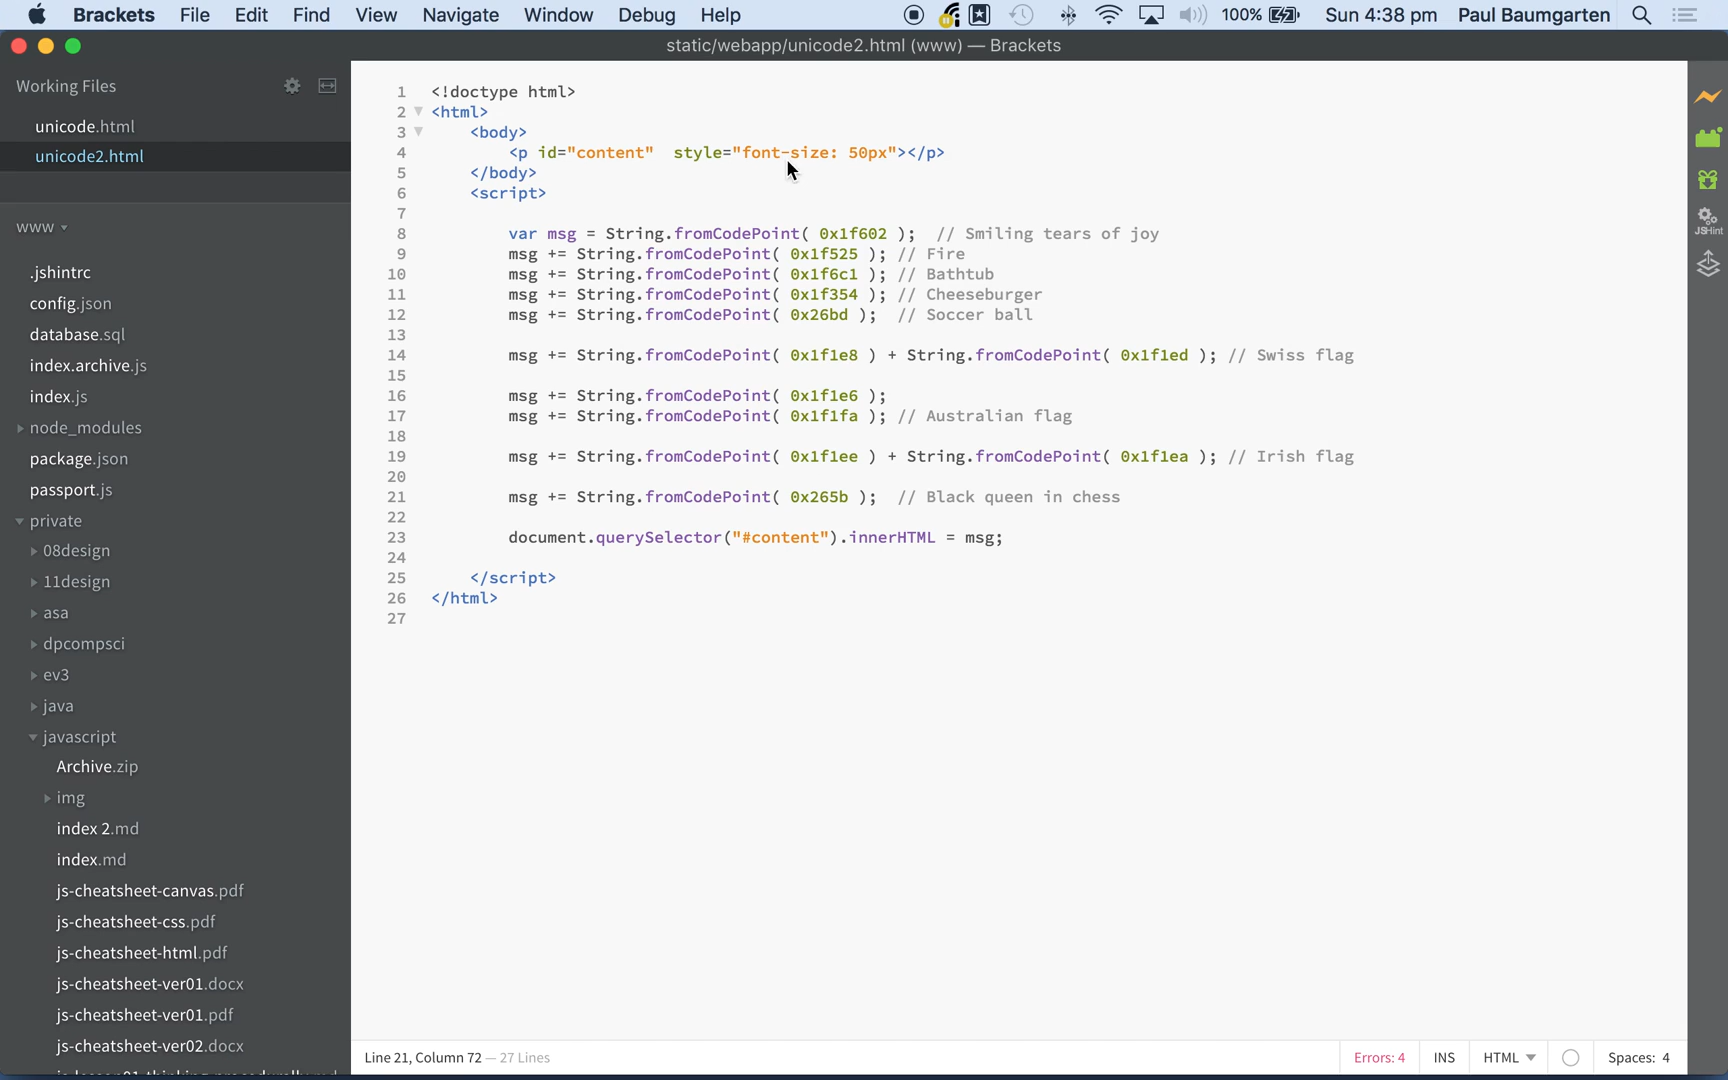 Brackets File Edit Find View Navigate Window Debug Help 100% Sun 4:38 pm Paul Baumgarten
static/webapp/unicode2.html (www) — Brackets
Working Files
unicode.html
unicode2.html
www
.jshintrc
config.json
database.sql
index.archive.js
index.js
node_modules
package.json
passport.js
private
08design
11design
asa
dpcompsci
ev3
java
javascript
Archive.zip
img
index 2.md
index.md
js-cheatsheet-canvas.pdf
js-cheatsheet-css.pdf
js-cheatsheet-html.pdf
js-cheatsheet-ver01.docx
js-cheatsheet-ver01.pdf
js-cheatsheet-ver02.docx
1 <!doctype html>
2 <html>
3 <body>
4 <p id="content"  style="font-size: 50px"></p>
5 </body>
6 <script>
7
8 var msg = String.fromCodePoint( 0x1f602 );  // Smiling tears of joy
9 msg += String.fromCodePoint( 0x1f525 ); // Fire
10 msg += String.fromCodePoint( 0x1f6c1 ); // Bathtub
11 msg += String.fromCodePoint( 0x1f354 ); // Cheeseburger
12 msg += String.fromCodePoint( 0x26bd );  // Soccer ball
13
14 msg += String.fromCodePoint( 0x1f1e8 ) + String.fromCodePoint( 0x1f1ed ); // Swiss flag
15
16 msg += String.fromCodePoint( 0x1f1e6 );
17 msg += String.fromCodePoint( 0x1f1fa ); // Australian flag
18
19 msg += String.fromCodePoint( 0x1f1ee ) + String.fromCodePoint( 0x1f1ea ); // Irish flag
20
21 msg += String.fromCodePoint( 0x265b );  // Black queen in chess
22
23 document.querySelector("#content").innerHTML = msg;
24
25 </script>
26 </html>
27
JSHint
Line 21, Column 72 — 27 Lines
Errors: 4 INS HTML Spaces: 4